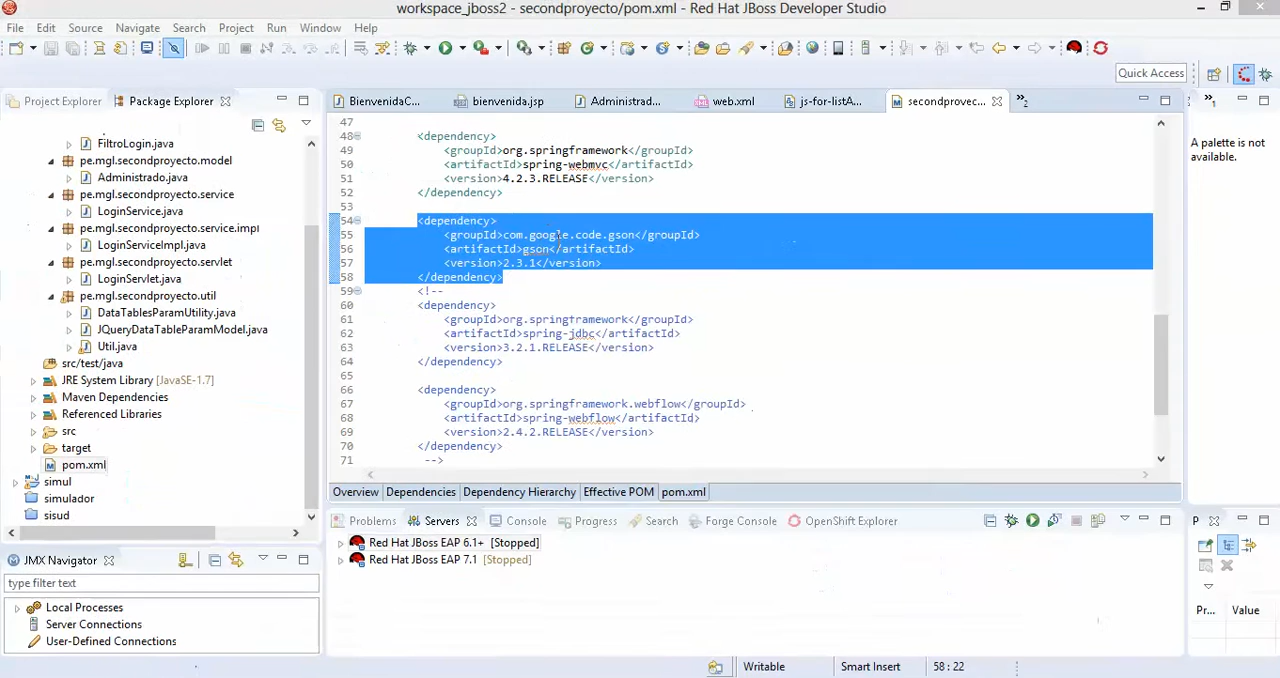 workspace_jboss2 - secondproyecto/pom.xml - Red Hat JBoss Developer Studio
File Edit Source Navigate Search Project Run Window Help
Quick Access
Project Explorer
Package Explorer
FiltroLogin.java
pe.mgl.secondproyecto.model
Administrado.java
pe.mgl.secondproyecto.service
LoginService.java
pe.mgl.secondproyecto.service.impl
LoginServiceImpl.java
pe.mgl.secondproyecto.servlet
LoginServlet.java
pe.mgl.secondproyecto.util
DataTablesParamUtility.java
JQueryDataTableParamModel.java
Util.java
src/test/java
JRE System Library [JavaSE-1.7]
Maven Dependencies
Referenced Libraries
src
target
pom.xml
simul
simulador
sisud
BienvenidaC... bienvenida.jsp Administrad... web.xml js-for-listA... secondprovec... »2
47
48 <dependency>
49 <groupId>org.springframework</groupId>
50 <artifactId>spring-webmvc</artifactId>
51 <version>4.2.3.RELEASE</version>
52 </dependency>
53
54 <dependency>
55 <groupId>com.google.code.gson</groupId>
56 <artifactId>gson</artifactId>
57 <version>2.3.1</version>
58 </dependency>
59 <!--
60 <dependency>
61 <groupId>org.springframework</groupId>
62 <artifactId>spring-jdbc</artifactId>
63 <version>3.2.1.RELEASE</version>
64 </dependency>
65
66 <dependency>
67 <groupId>org.springframework.webflow</groupId>
68 <artifactId>spring-webflow</artifactId>
69 <version>2.4.2.RELEASE</version>
70 </dependency>
71 -->
Overview Dependencies Dependency Hierarchy Effective POM pom.xml
»1
A palette is not available.
Problems Servers Console Progress Search Forge Console OpenShift Explorer
Red Hat JBoss EAP 6.1+ [Stopped]
Red Hat JBoss EAP 7.1 [Stopped]
JMX Navigator
type filter text
Local Processes
Server Connections
User-Defined Connections
P
Pr... Value
Writable Smart Insert 58 : 22